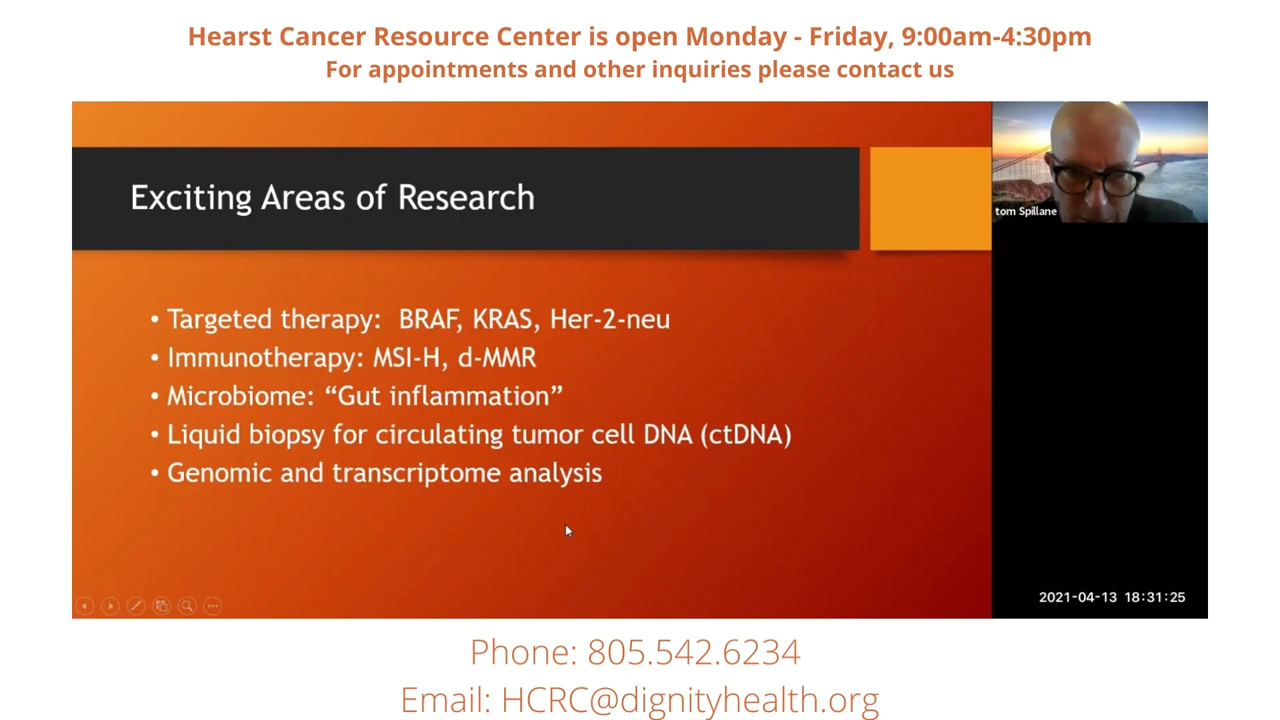 Hearst Cancer Resource Center is open Monday - Friday, 9:00am-4:30pm
For appointments and other inquiries please contact us
Exciting Areas of Research
tom Spillane
• Targeted therapy: BRAF, KRAS, Her-2-neu
• Immunotherapy: MSI-H, d-MMR
• Microbiome: “Gut inflammation”
• Liquid biopsy for circulating tumor cell DNA (ctDNA)
• Genomic and transcriptome analysis
2021-04-13 18:31:25
Phone: 805.542.6234
Email: HCRC@dignityhealth.org